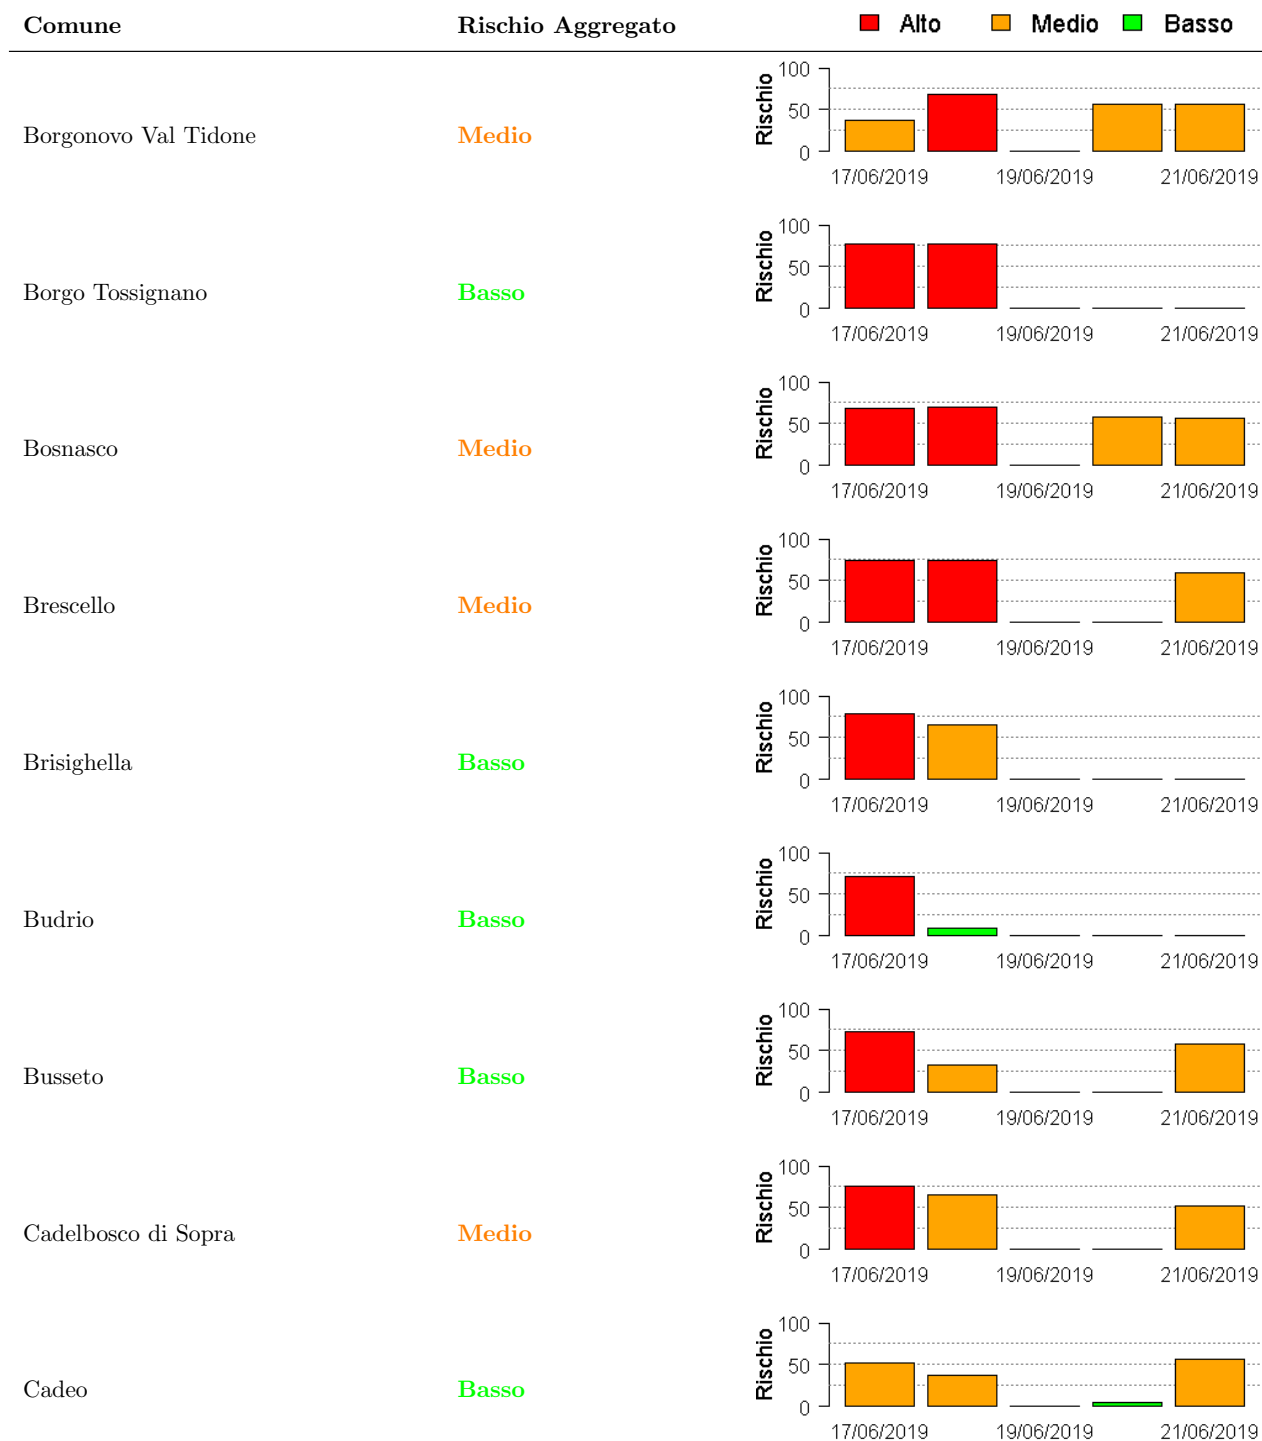 Comune Rischio Aggregato Alto Medio Basso
Borgonovo Val Tidone Medio Rischio 100 50 0
17/06/2019 19/06/2019 21/06/2019
Borgo Tossignano Basso Rischio 100 50 0
17/06/2019 19/06/2019 21/06/2019
Bosnasco Medio Rischio 100 50 0
17/06/2019 19/06/2019 21/06/2019
Brescello Medio Rischio 100 50 0
17/06/2019 19/06/2019 21/06/2019
Brisighella Basso Rischio 100 50 0
17/06/2019 19/06/2019 21/06/2019
Budrio Basso Rischio 100 50 0
17/06/2019 19/06/2019 21/06/2019
Busseto Basso Rischio 100 50 0
17/06/2019 19/06/2019 21/06/2019
Cadelbosco di Sopra Medio Rischio 100 50 0
17/06/2019 19/06/2019 21/06/2019
Cadeo Basso Rischio 100 50 0
17/06/2019 19/06/2019 21/06/2019